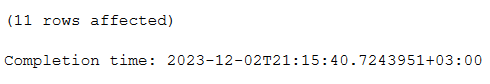 (11 rows affected)
Completion time: 2023-12-02T21:15:40.7243951+03:00